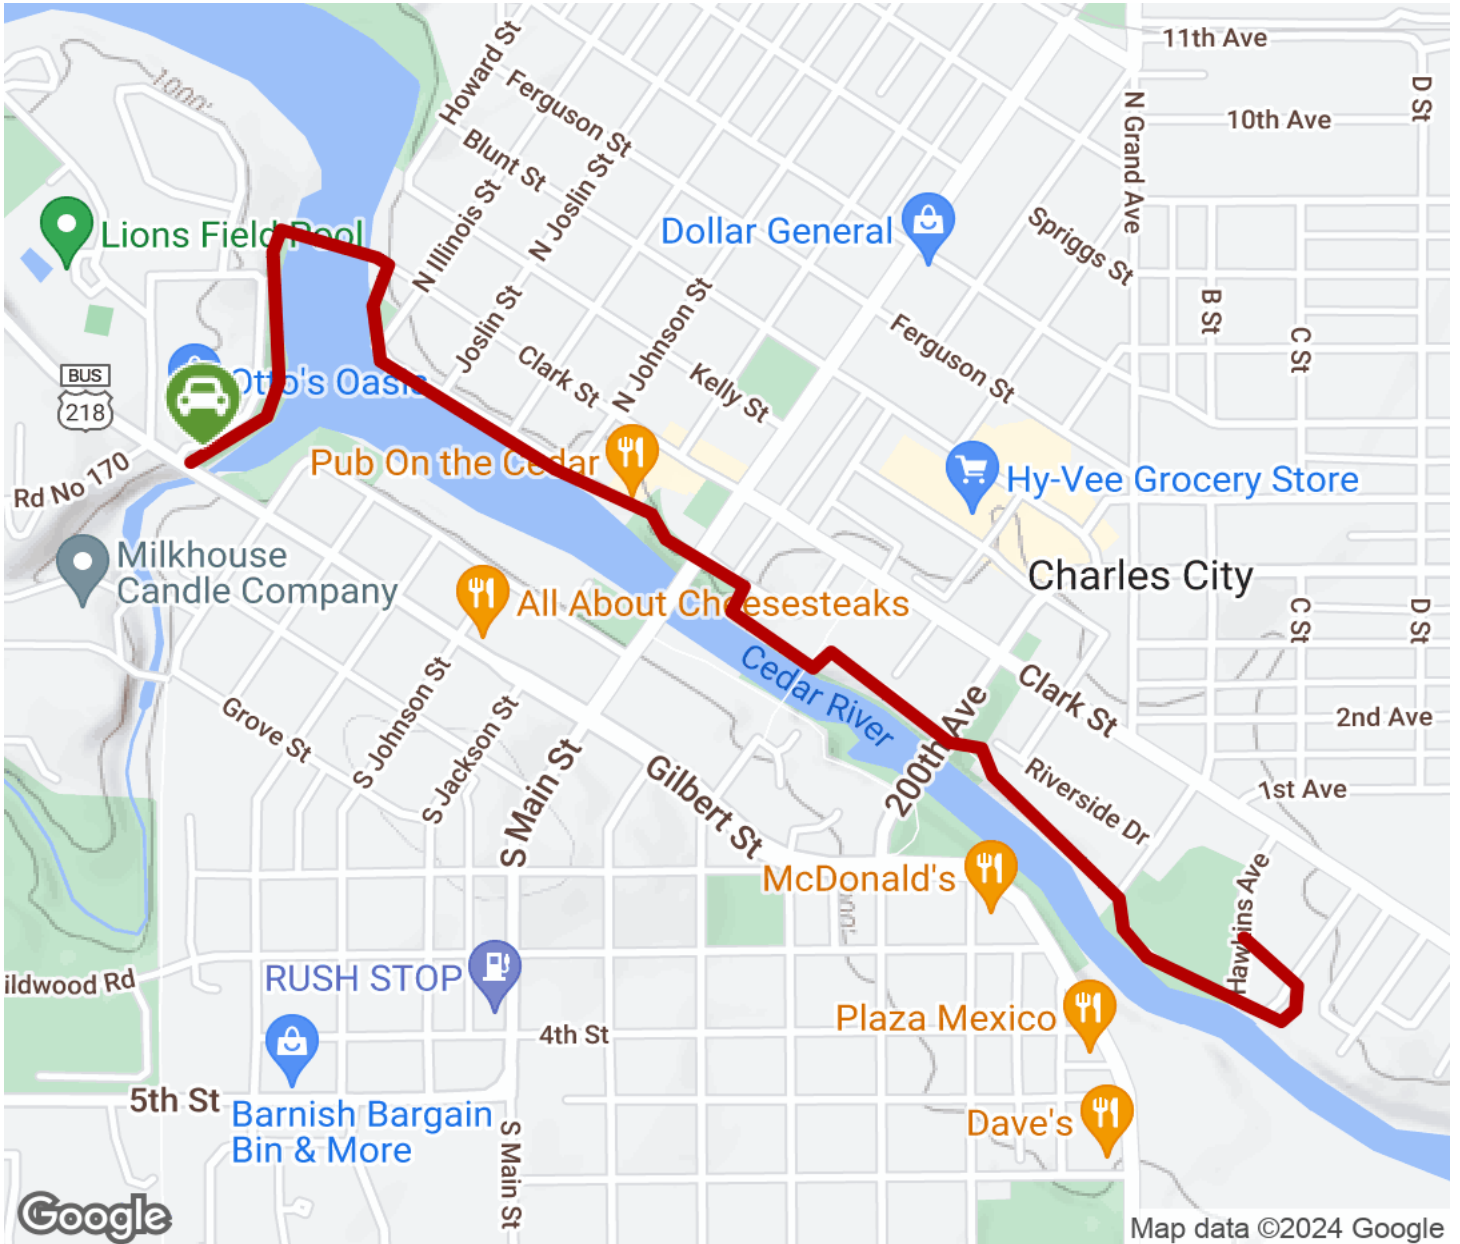 11th Ave
Howard St
Ferguson St
N Grand Ave
D St
1000'
10th Ave
Blunt St
N Joslin St
N Illinois St
Dollar General
Spriggs St
Lions Field Pool
B St
C St
Joslin St
N Johnson St
Ferguson St
Clark St
Kelly St
BUS
218
Otto's Oasis
Pub On the Cedar
Hy-Vee Grocery Store
Rd No 170
Milkhouse
Candle Company
Charles City
All About Cheesesteaks
C St
D St
Cedar River
Clark St
2nd Ave
Grove St
S Johnson St
S Jackson St
S Main St
Gilbert St
200th Ave
Riverside Dr
1st Ave
McDonald's
Hawkins Ave
ildwood Rd
RUSH STOP
Plaza Mexico
4th St
5th St
Barnish Bargain
Bin & More
Dave's
S Main St
Google
Map data ©2024 Google